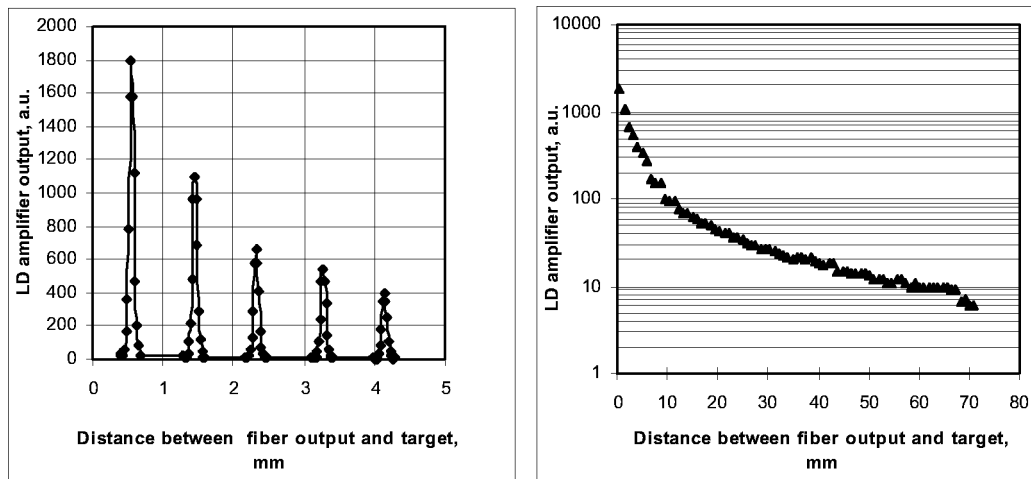 2000
1800
1600
1400
1200
1000
800
600
400
200
0
LD amplifier output, a.u.
0 1 2 3 4 5
Distance between fiber output and target,
mm
10000
1000
100
10
1
LD amplifier output, a.u.
0 10 20 30 40 50 60 70 80
Distance between fiber output and target,
mm